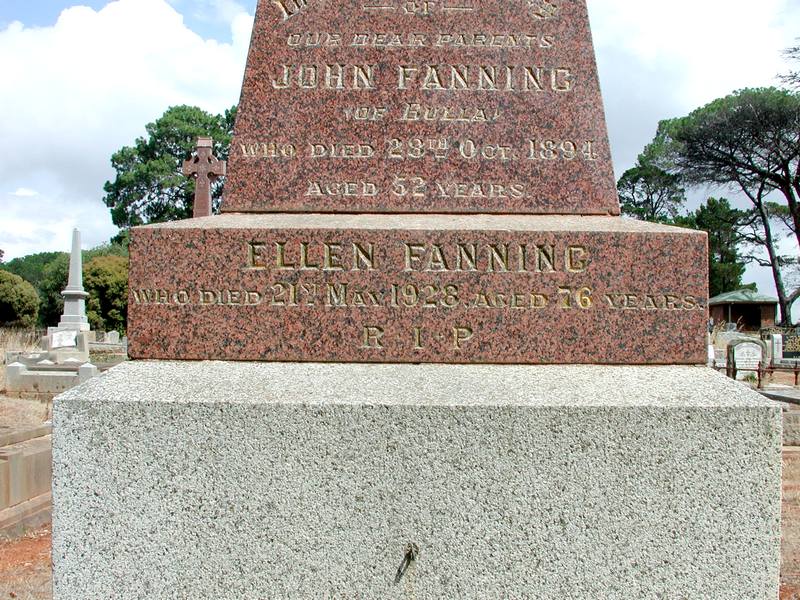 — OF —
OUR DEAR PARENTS
JOHN FANNING
(OF BULLA)
WHO DIED 28TH OCT. 1894
AGED 52 YEARS.
ELLEN FANNING
WHO DIED 21ST MAY 1928, AGED 76 YEARS.
R·I·P